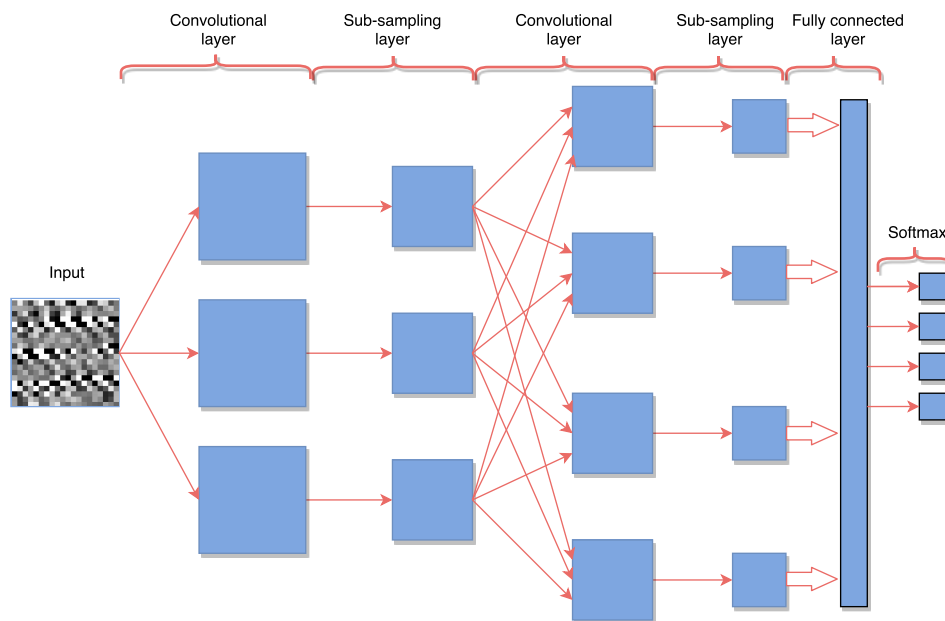 Convolutional
layer
Sub-sampling
layer
Convolutional
layer
Sub-sampling
layer
Fully connected
layer
Softmax
Input